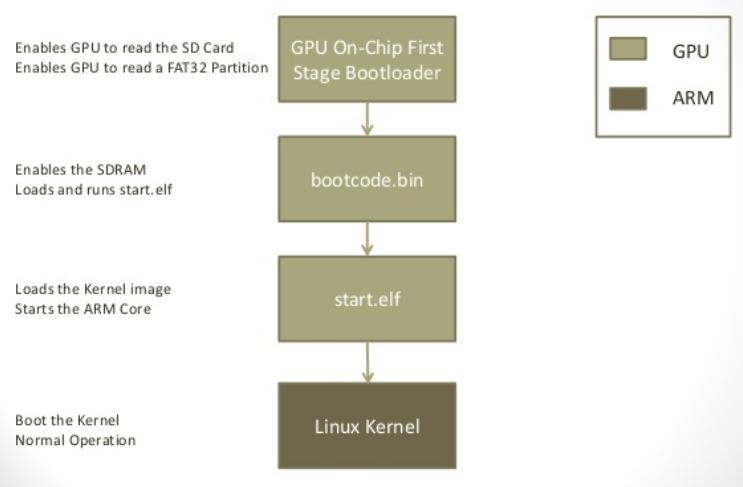 Enables GPU to read the SD Card
Enables GPU to read a FAT32 Partition
GPU On-Chip First
Stage Bootloader
GPU
ARM
Enables the SDRAM
Loads and runs start.elf
bootcode.bin
Loads the Kernel image
Starts the ARM Core
start.elf
Boot the Kernel
Normal Operation
Linux Kernel